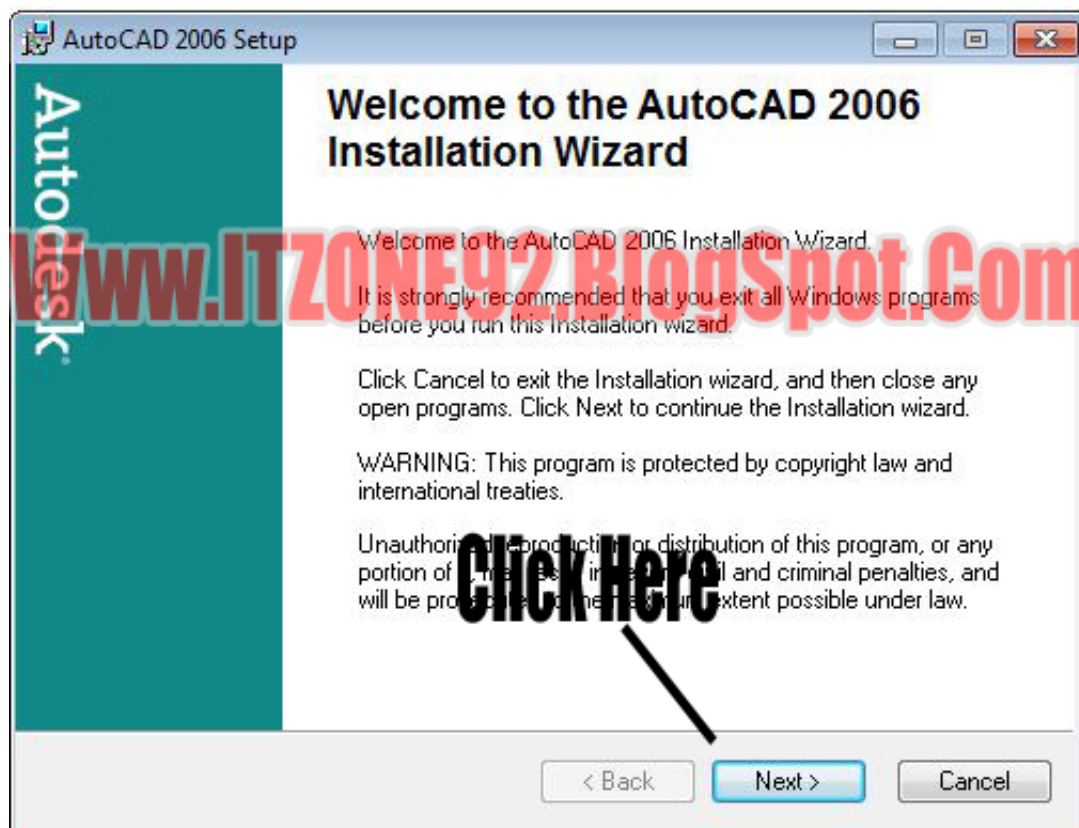 AutoCAD 2006 Setup
Autodesk
Welcome to the AutoCAD 2006
Installation Wizard
Welcome to the AutoCAD 2006 Installation Wizard.
Www.ITZONE92.BlogSpot.Com
It is strongly recommended that you exit all Windows programs
before you run this Installation wizard.
Click Cancel to exit the Installation wizard, and then close any
open programs. Click Next to continue the Installation wizard.
WARNING: This program is protected by copyright law and
international treaties.
Unauthorized reproduction or distribution of this program, or any
portion of and criminal penalties, and
will be extent possible under law.
Click Here
< Back
Next >
Cancel